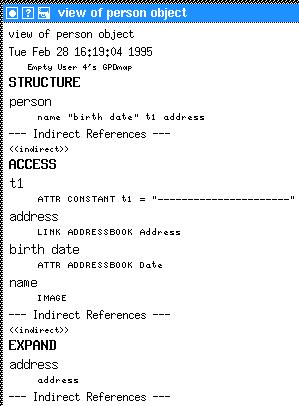 view of person object
view of person object
Tue Feb 28 16:19:04 1995
Empty User 4's GPDmap
STRUCTURE
person
name "birth date" t1 address
--- Indirect References ---
<<indirect>>
ACCESS
t1
ATTR CONSTANT t1 = "----------------------"
address
LINK ADDRESSBOOK Address
birth date
ATTR ADDRESSBOOK Date
name
IMAGE
--- Indirect References ---
<<indirect>>
EXPAND
address
address
--- Indirect References ---